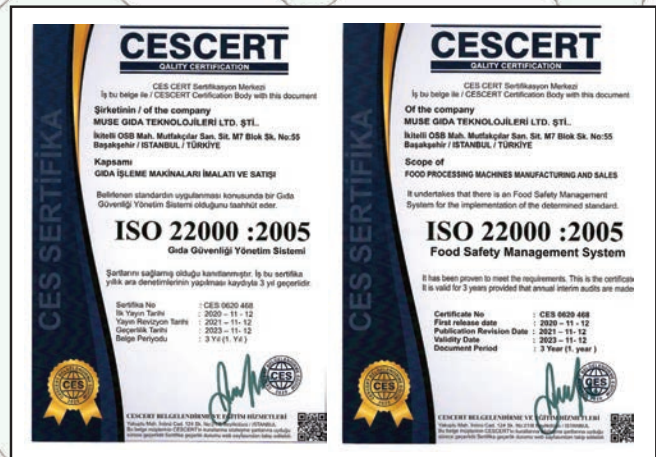 CESCERT
QALITY CERTIFICATION
CES CERT Sertifikasyon Merkezi
İş bu belge ile / CESCERT Certification Body with this document
Şirketinin / of the company
MUSE GIDA TEKNOLOJİLERİ LTD. ŞTİ..
İkitelli OSB Mah. Mutfakçılar San. Sit. M7 Blok Sk. No:55
Başakşehir / ISTANBUL / TÜRKİYE
Kapsamı
GIDA İŞLEME MAKİNALARI İMALATI VE SATIŞI
Belirlenen standardın uygulanması konusunda bir Gıda
Güvenliği Yönetim Sistemi olduğunu taahhüt eder.
ISO 22000 :2005
Gıda Güvenliği Yönetim Sistemi
Şartlarını sağlamış olduğu kanıtlanmıştır. İş bu sertifika
yıllık ara denetimlerinin yapılması kaydıyla 3 yıl geçerlidir.
Sertifika No : CES 0620 468
İlk Yayın Tarihi : 2020 – 11 - 12
Yayın Revizyon Tarihi : 2021 – 11- 12
Geçerlilik Tarihi : 2023 – 11- 12
Belge Periyodu : 3 Yıl (1. Yıl )
CES SERTİFİKA
CES
CES
CESCERT BELGELENDİRME VE EĞİTİM HİZMETLERİ
CESCERT
QALITY CERTIFICATION
CES CERT Sertifikasyon Merkezi
İş bu belge ile / CESCERT Certification Body with this document
Of the company
MUSE GIDA TEKNOLOJİLERİ LTD. ŞTİ..
İkitelli OSB Mah. Mutfakçılar San. Sit. M7 Blok Sk. No:55
Başakşehir / ISTANBUL / TÜRKİYE
Scope of
FOOD PROCESSING MACHINES MANUFACTURING AND SALES
It undertakes that there is an Food Safety Management
System for the implementation of the determined standard.
ISO 22000 :2005
Food Safety Management System
It has been proven to meet the requirements. This is the certificate
It is valid for 3 years provided that annual interim audits are made
Certificate No : CES 0620 468
First release date : 2020 – 11 - 12
Publication Revision Date : 2021 – 11- 12
Validity Date : 2023 – 11- 12
Document Period : 3 Year (1. year )
CES SERTİFİKA
CES
CES
CESCERT BELGELENDİRME VE EĞİTİM HİZMETLERİ